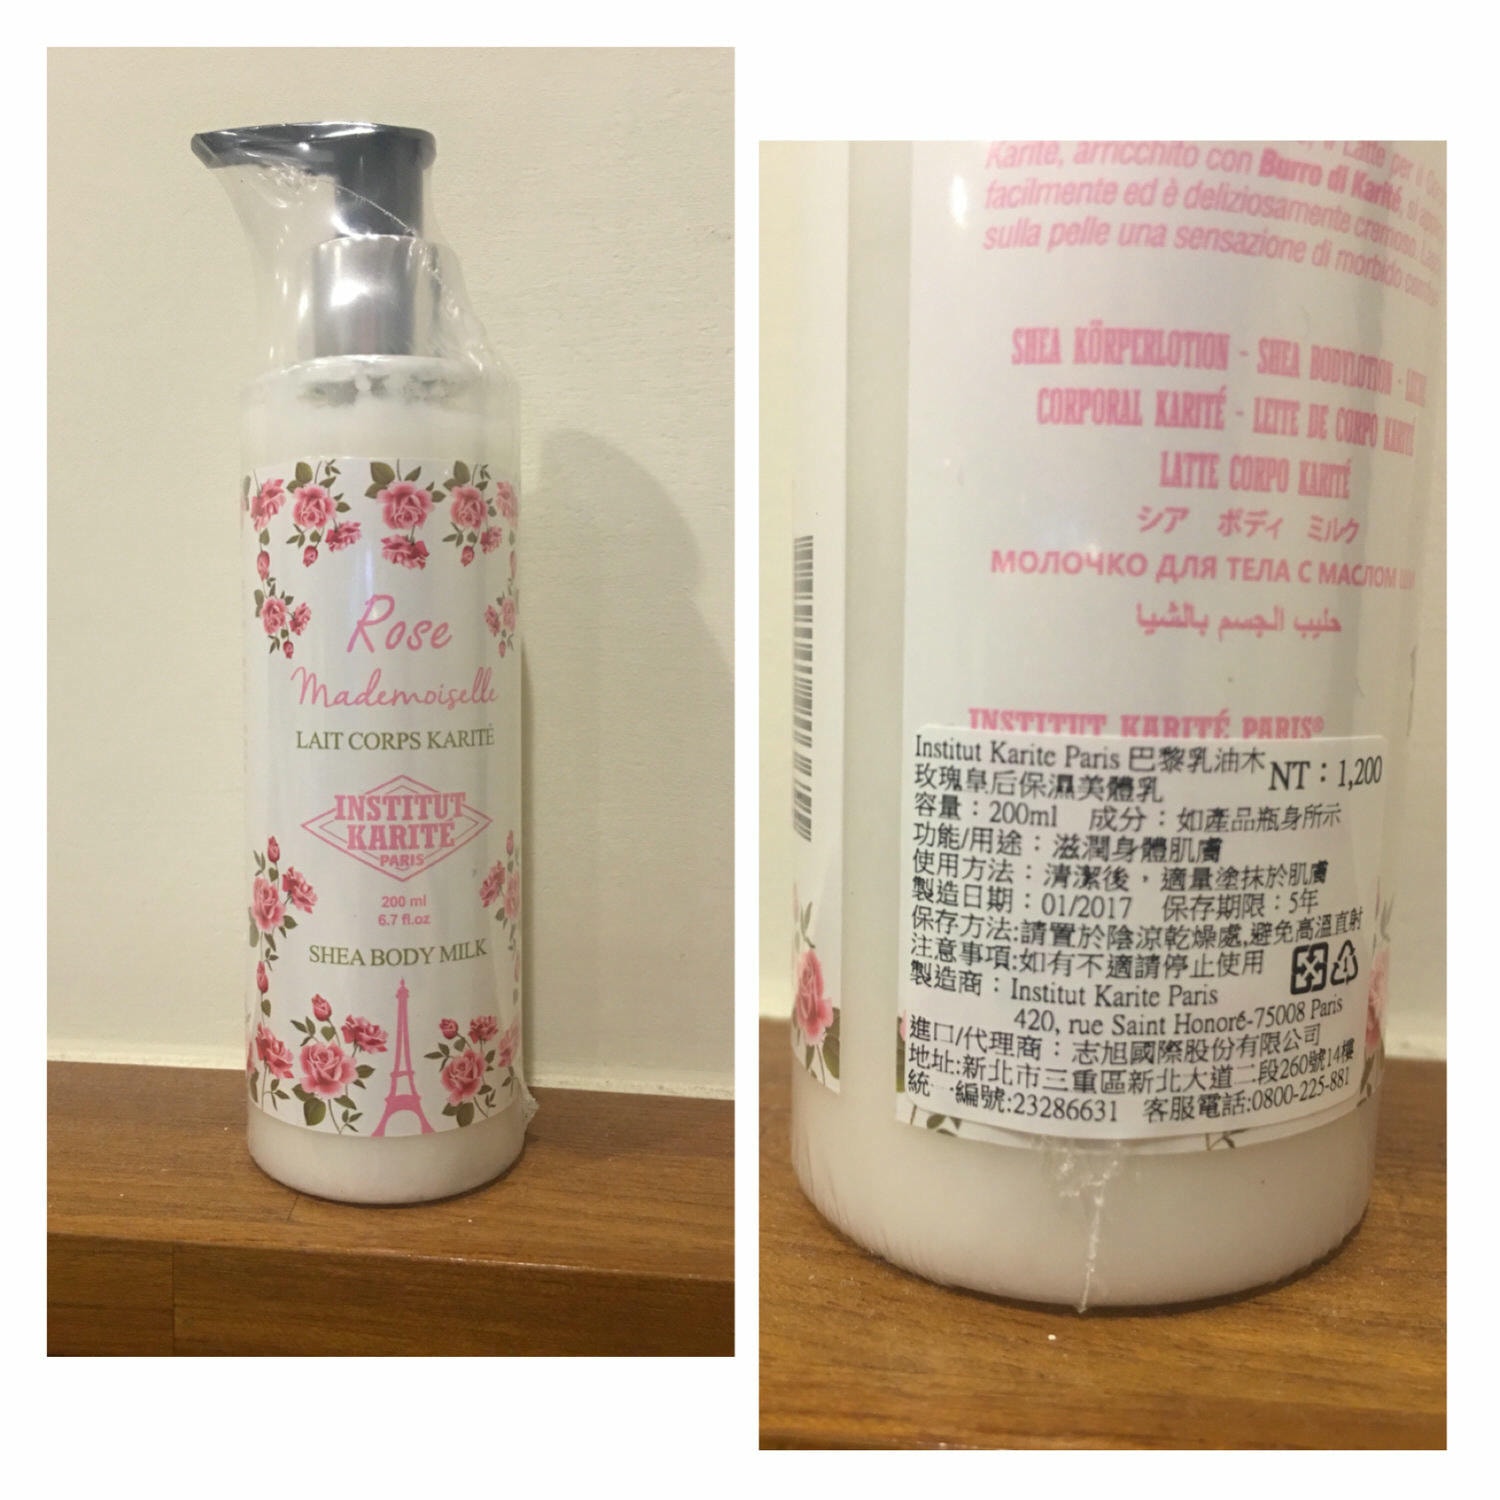 Rose
Mademoiselle
LAIT CORPS KARITÉ
INSTITUT
KARITÉ
PARIS
200 ml
6.7 fl.oz
SHEA BODY MILK
Karité, arricchito con Burro di Karité, si
facilmente ed è deliziosamente cremoso.
sulla pelle una sensazione di morbido
SHEA KÖRPERLOTION - SHEA BODYLOTION -
CORPORAL KARITÉ - LEITE DE CORPO KARITÉ
LATTE CORPO KARITÉ
シア ボディ ミルク
МОЛОЧКО ДЛЯ ТЕЛА С МАСЛОМ
حليب الجسم بالشيا
INSTITUT KARITÉ PARIS®
Institut Karite Paris 巴黎乳油木 NT：1,200
玫瑰皇后保濕美體乳
容量：200ml 成分：如產品瓶身所示
功能/用途：滋潤身體肌膚
使用方法：清潔後，適量塗抹於肌膚
製造日期：01/2017 保存期限：5年
保存方法:請置於陰涼乾燥處,避免高溫直射
注意事項:如有不適請停止使用
製造商：Institut Karite Paris
420, rue Saint Honoré-75008 Paris
進口/代理商：志旭國際股份有限公司
地址:新北市三重區新北大道二段260號14樓
統一編號:23286631 客服電話:0800-225-881